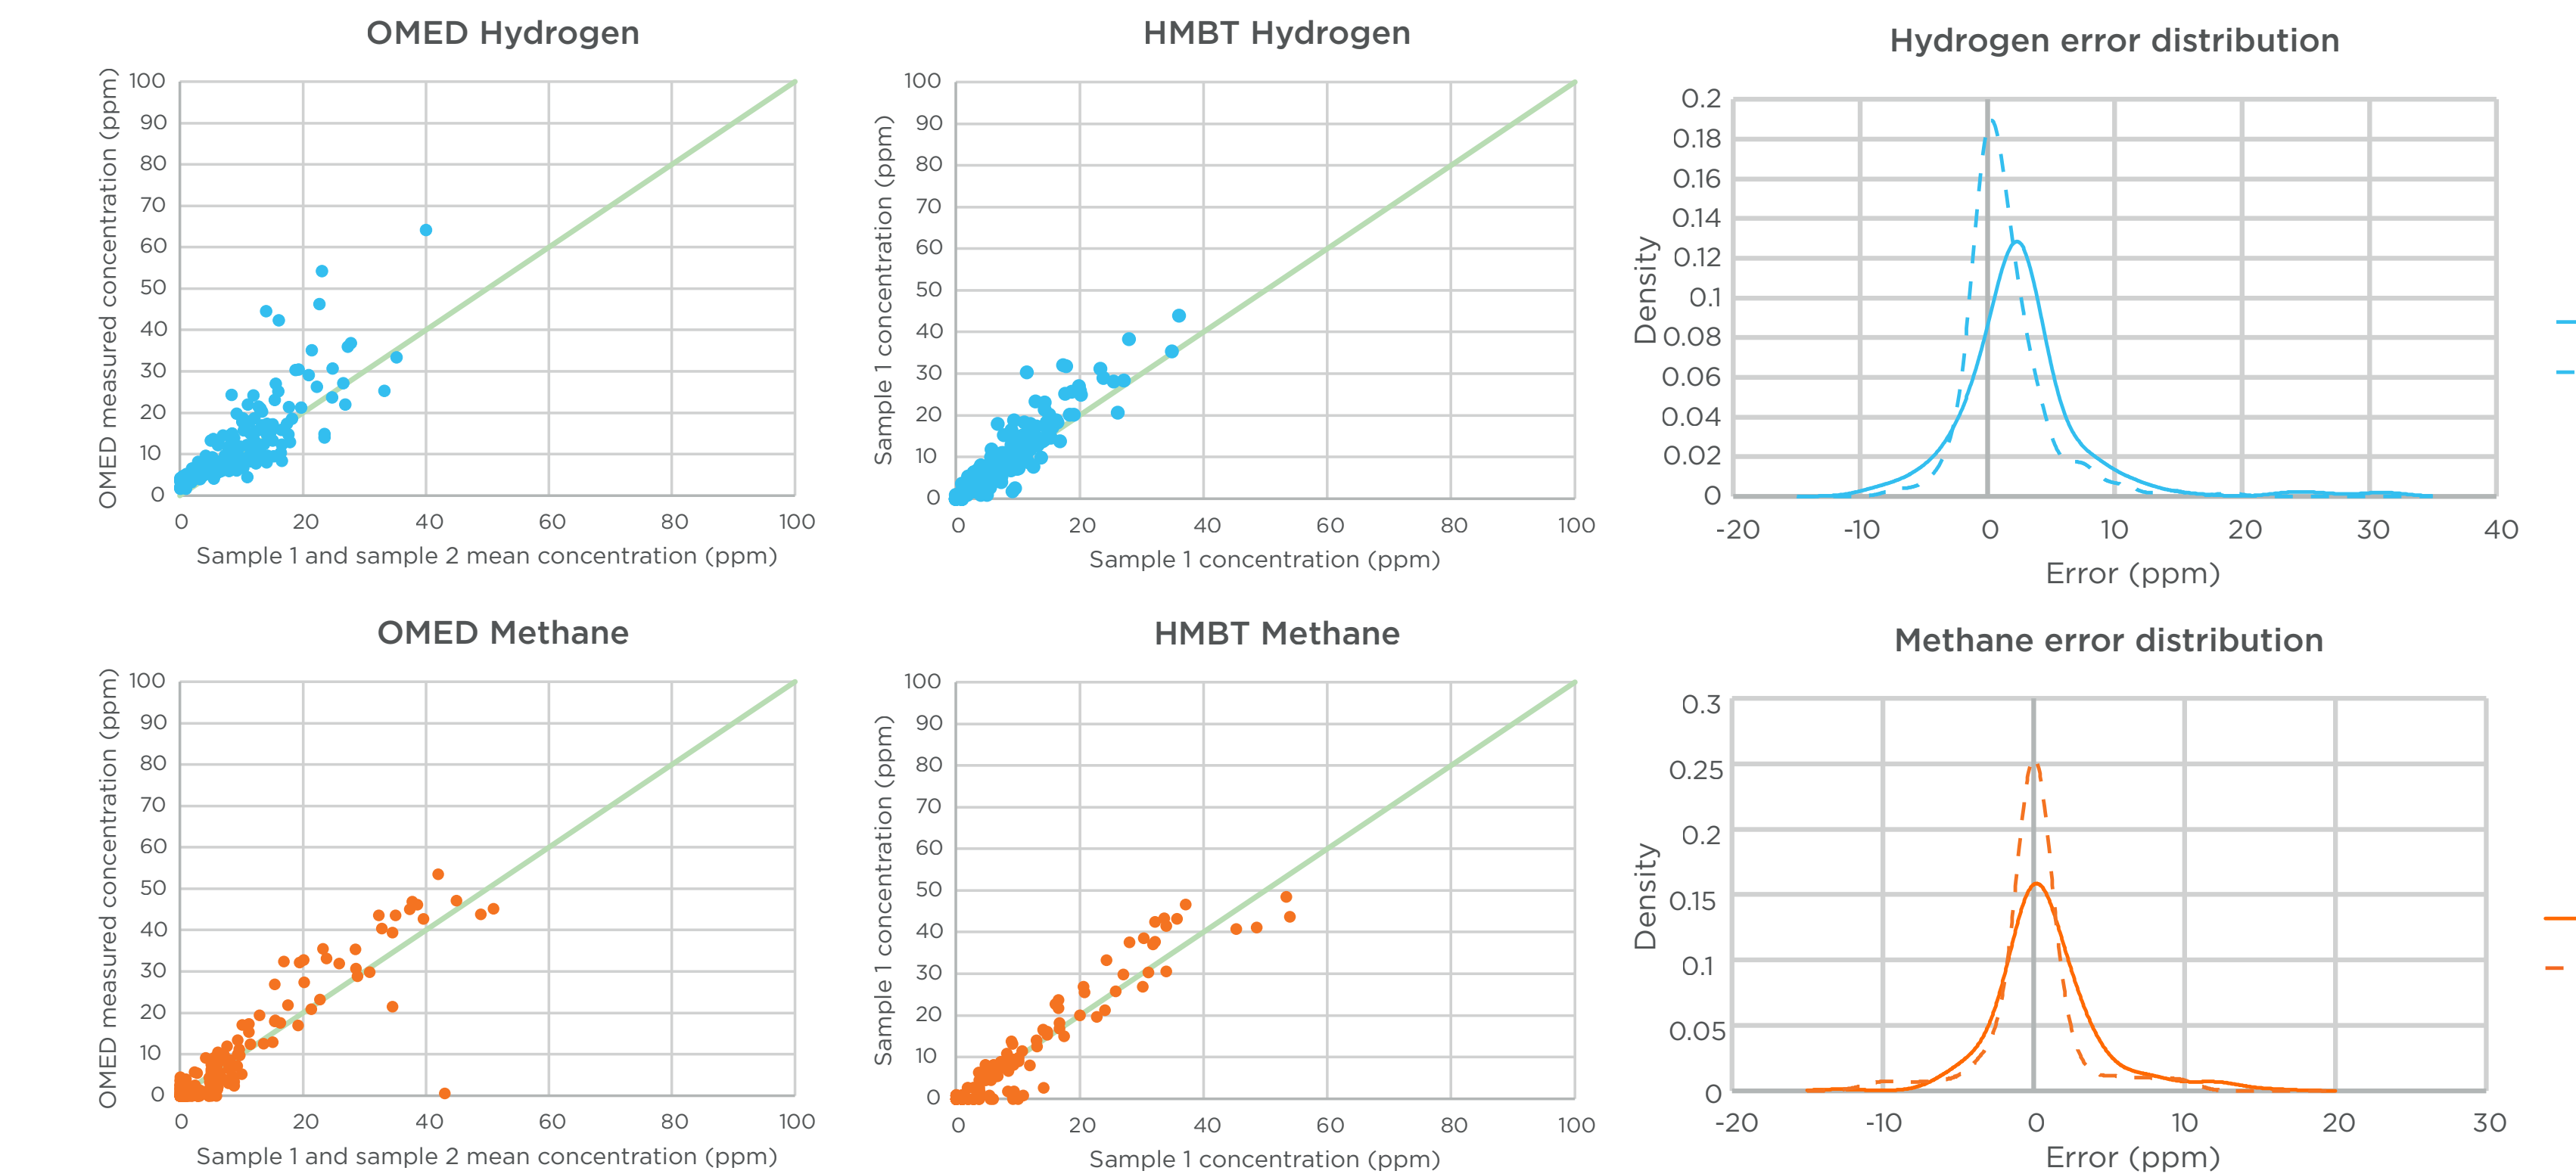 OMED Hydrogen
OMED measured concentration (ppm)
100
90
80
70
60
50
40
30
20
10
0
0 20 40 60 80 100
Sample 1 and sample 2 mean concentration (ppm)
HMBT Hydrogen
Sample 1 concentration (ppm)
100
90
80
70
60
50
40
30
20
10
0
0 20 40 60 80 100
Sample 1 concentration (ppm)
Hydrogen error distribution
Density
0.2
0.18
0.16
0.14
0.12
0.1
0.08
0.06
0.04
0.02
0
-20 -10 0 10 20 30 40
Error (ppm)
OMED Methane
OMED measured concentration (ppm)
100
90
80
70
60
50
40
30
20
10
0
0 20 40 60 80 100
Sample 1 and sample 2 mean concentration (ppm)
HMBT Methane
Sample 1 concentration (ppm)
100
90
80
70
60
50
40
30
20
10
0
0 20 40 60 80 100
Sample 1 concentration (ppm)
Methane error distribution
Density
0.3
0.25
0.2
0.15
0.1
0.05
0
-20 -10 0 10 20 30
Error (ppm)